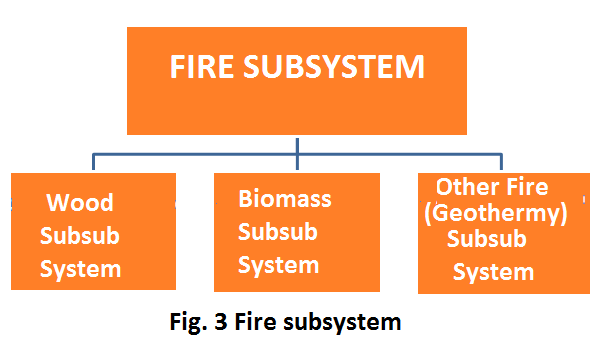 FIRE SUBSYSTEM
Wood
Subsub
System
Biomass
Subsub
System
Other Fire
(Geothermy)
Subsub
System
Fig. 3 Fire subsystem